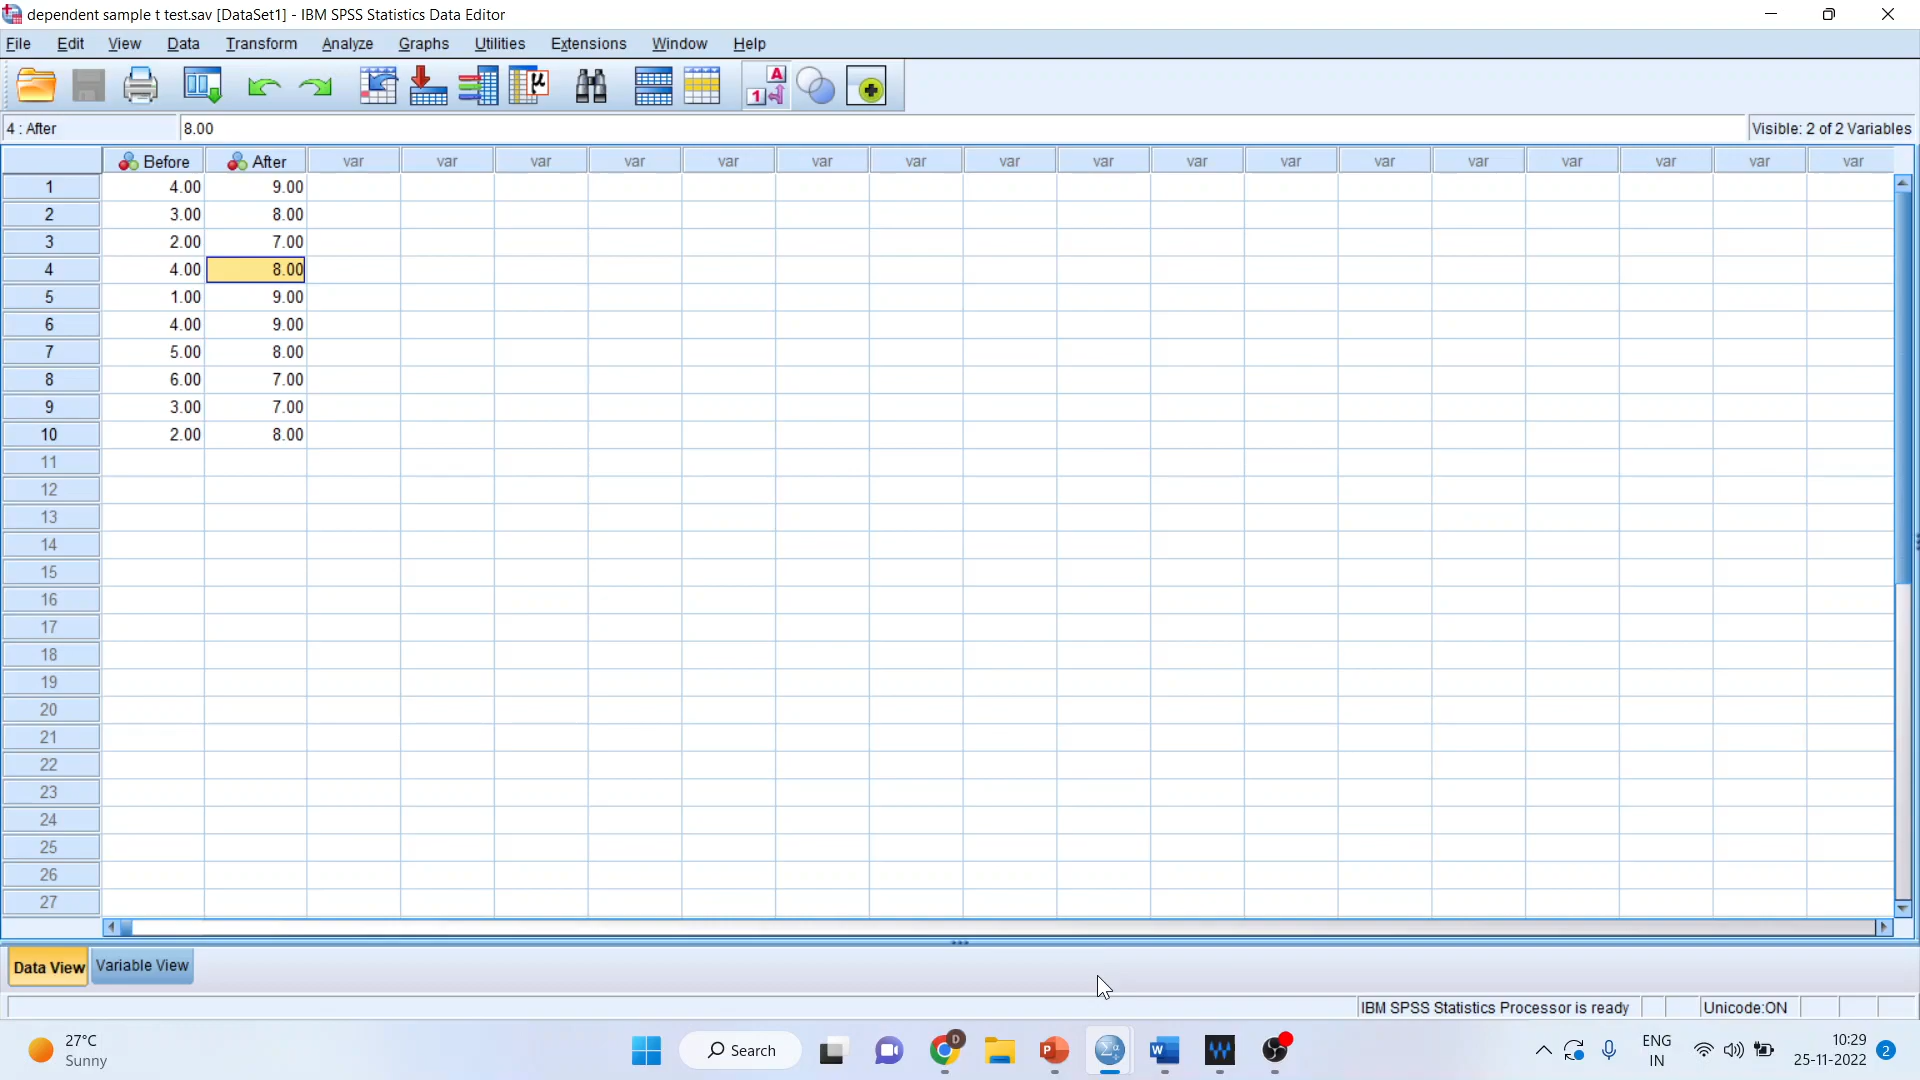 dependent sample t test.sav [DataSet1] - IBM SPSS Statistics Data Editor
File Edit View Data Transform Analyze Graphs Utilities Extensions Window Help
4 : After 8.00 Visible: 2 of 2 Variables
Before After var var var var var var var var var var var var var var var var var
1 4.00 9.00
2 3.00 8.00
3 2.00 7.00
4 4.00 8.00
5 1.00 9.00
6 4.00 9.00
7 5.00 8.00
8 6.00 7.00
9 3.00 7.00
10 2.00 8.00
11
12
13
14
15
16
17
18
19
20
21
22
23
24
25
26
27
Data View Variable View
IBM SPSS Statistics Processor is ready Unicode:ON
27°C
Sunny
Search
D
ENG
IN
10:29
25-11-2022
2